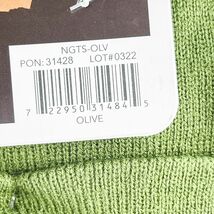 NGTS-OLV
PON: 31428 LOT#0322
7 22950 31484 5
OLIVE